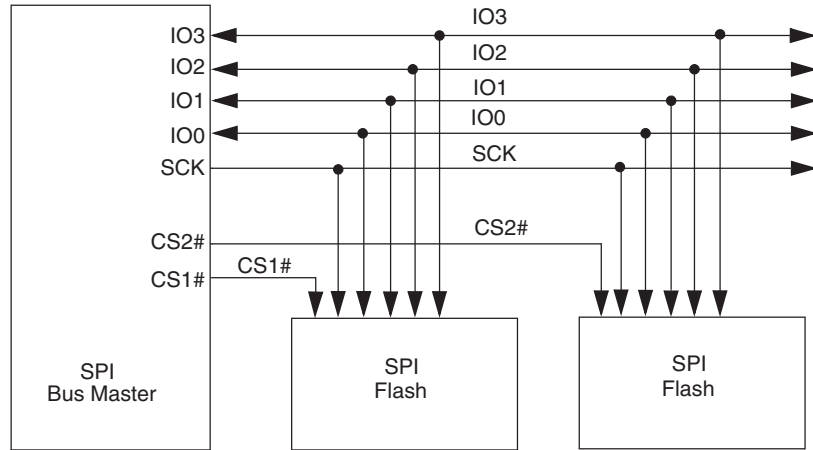 IO3
IO3
IO2
IO2
IO1
IO1
IO0
IO0
SCK
SCK
CS2#
CS2#
CS1#
CS1#
SPI
Bus Master
SPI
Flash
SPI
Flash